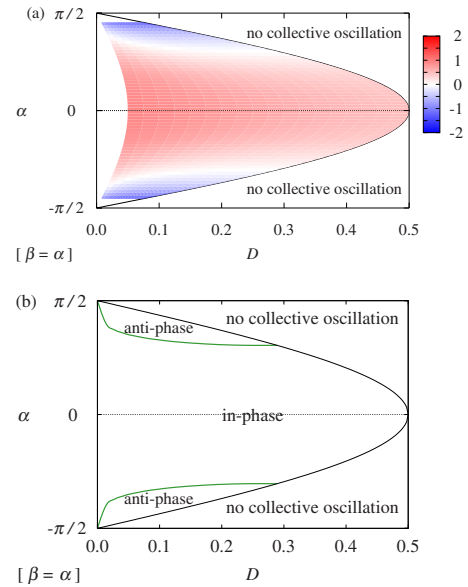 (a)
π/2
no collective oscillation
2
1
α
0
0
-1
-2
no collective oscillation
-π/2
0.0 0.1 0.2 0.3 0.4 0.5
[ β = α ] D
(b)
π/2
no collective oscillation
anti-phase
α
0
in-phase
anti-phase
no collective oscillation
-π/2
0.0 0.1 0.2 0.3 0.4 0.5
[ β = α ] D